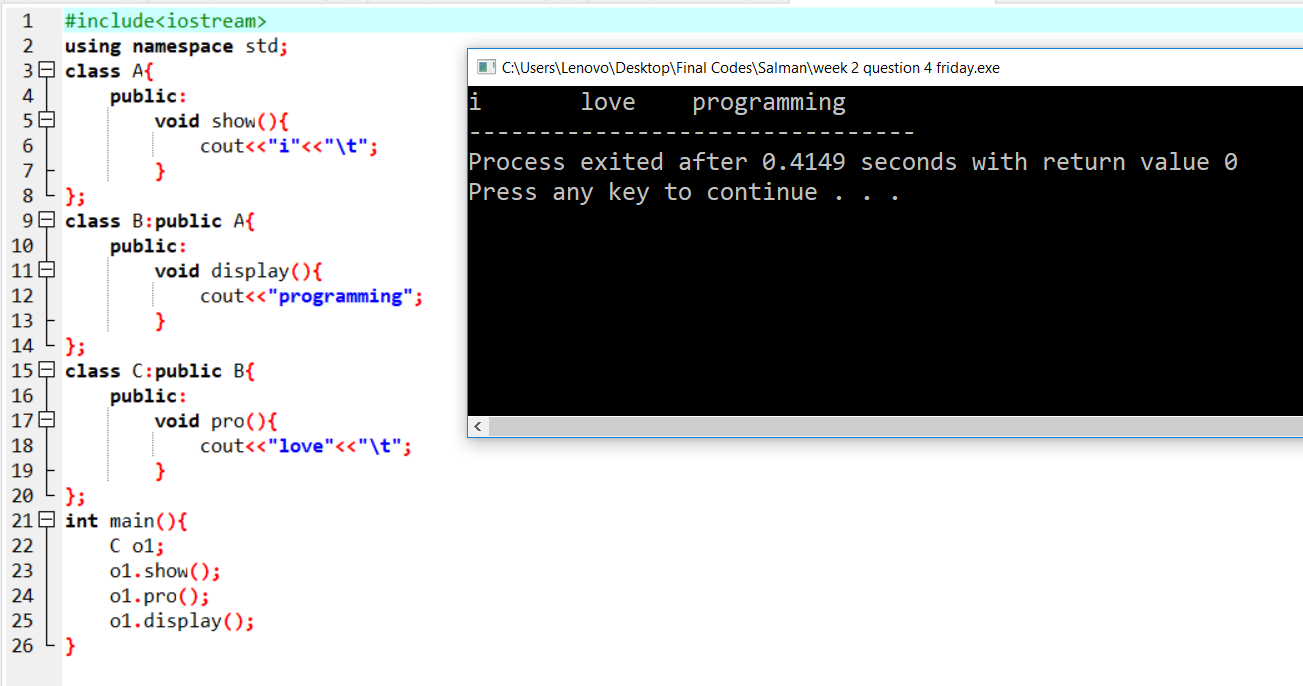 1 #include<iostream>
2 using namespace std;
3 class A{
4 public:
5 void show(){
6 cout<<"i"<<"\t";
7 }
8 };
9 class B:public A{
10 public:
11 void display(){
12 cout<<"programming";
13 }
14 };
15 class C:public B{
16 public:
17 void pro(){
18 cout<<"love"<<"\t";
19 }
20 };
21 int main(){
22 C o1;
23 o1.show();
24 o1.pro();
25 o1.display();
26 }
C:\Users\Lenovo\Desktop\Final Codes\Salman\week 2 question 4 friday.exe
i love programming
--------------------------------
Process exited after 0.4149 seconds with return value 0
Press any key to continue . . .